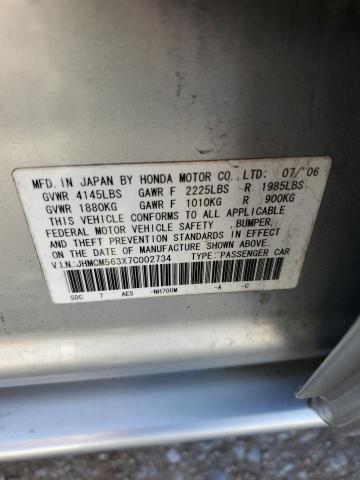 MFD. IN JAPAN BY HONDA MOTOR CO.,LTD: 07/'06
GVWR 4145LBS GAWR F 2225LBS R 1985LBS
GVWR 1880KG GAWR F 1010KG R 900KG
THIS VEHICLE CONFORMS TO ALL APPLICABLE
FEDERAL MOTOR VEHICLE SAFETY, BUMPER,
AND THEFT PREVENTION STANDARDS IN EFFECT
ON THE DATE OF MANUFACTURE SHOWN ABOVE.
V.I.N.:JHMCM563X7C002734 TYPE: PASSENGER CAR
SDC 7 AE5 -NH700M -A -C